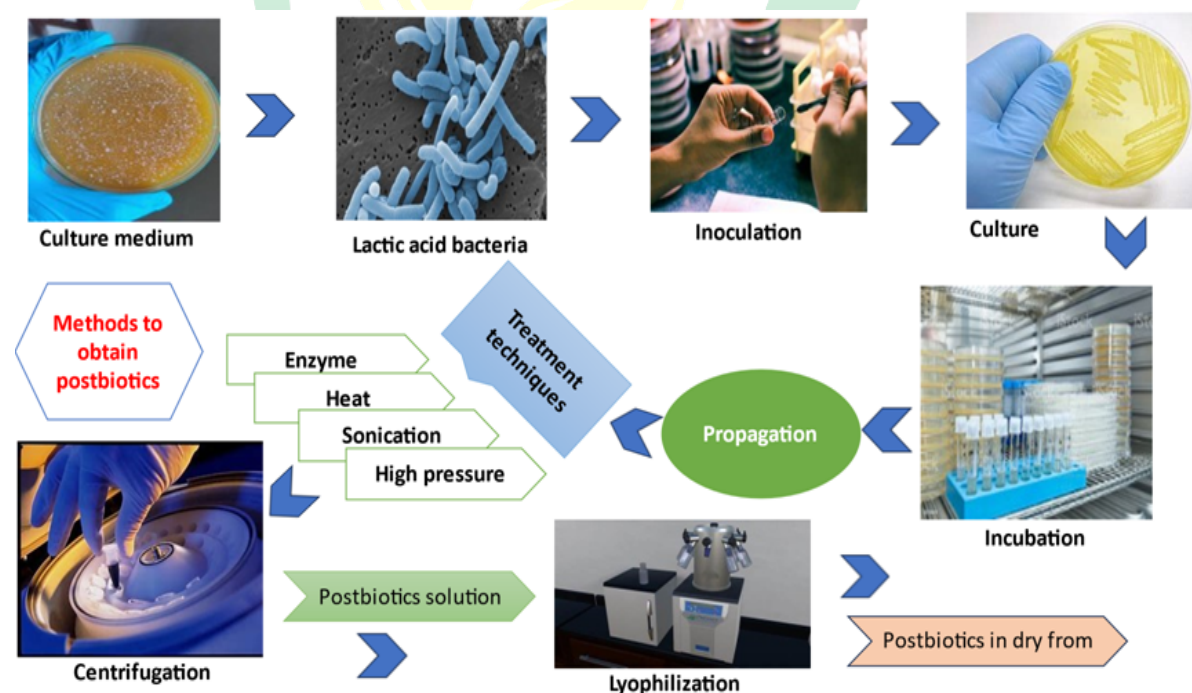 Culture medium
Lactic acid bacteria
Inoculation
Culture
Methods to
obtain
postbiotics
Enzyme
Heat
Sonication
High pressure
Treatment
techniques
Propagation
Incubation
Centrifugation
Postbiotics solution
Lyophilization
Postbiotics in dry from